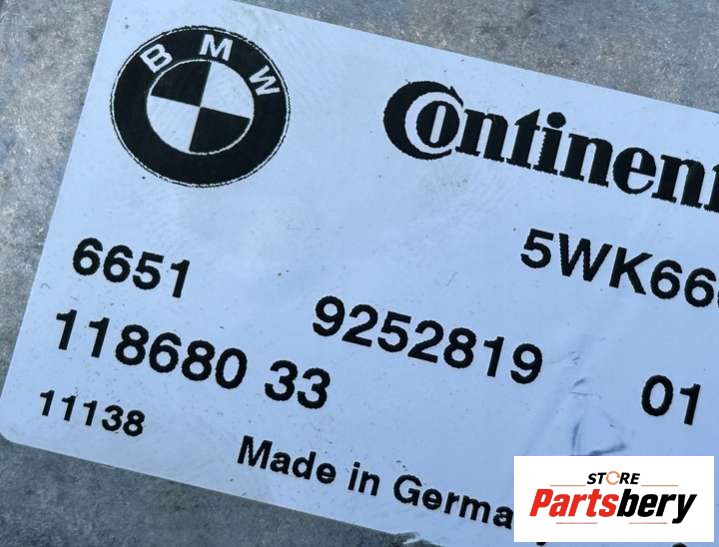 BMW
Continent
5WK66
6651
9252819 01
118680 33
11138
Made in Germa
STORE
Partsbery